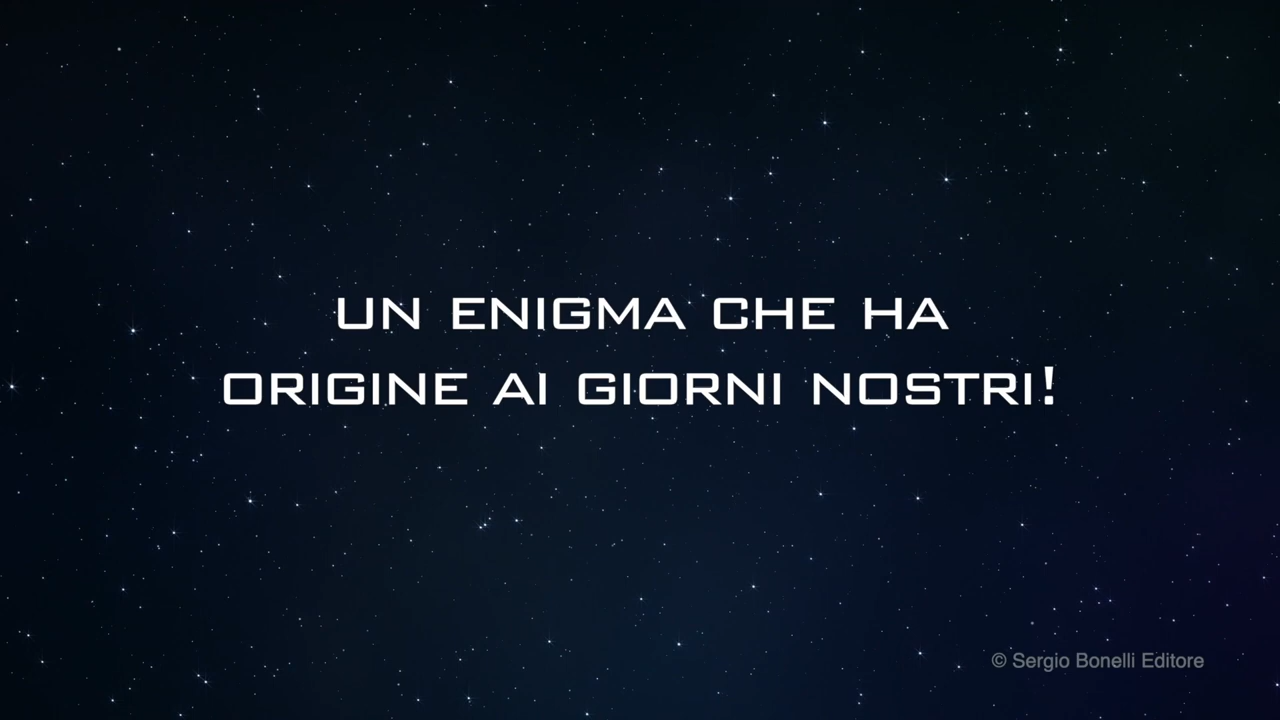 UN ENIGMA CHE HA
ORIGINE AI GIORNI NOSTRI!
© Sergio Bonelli Editore